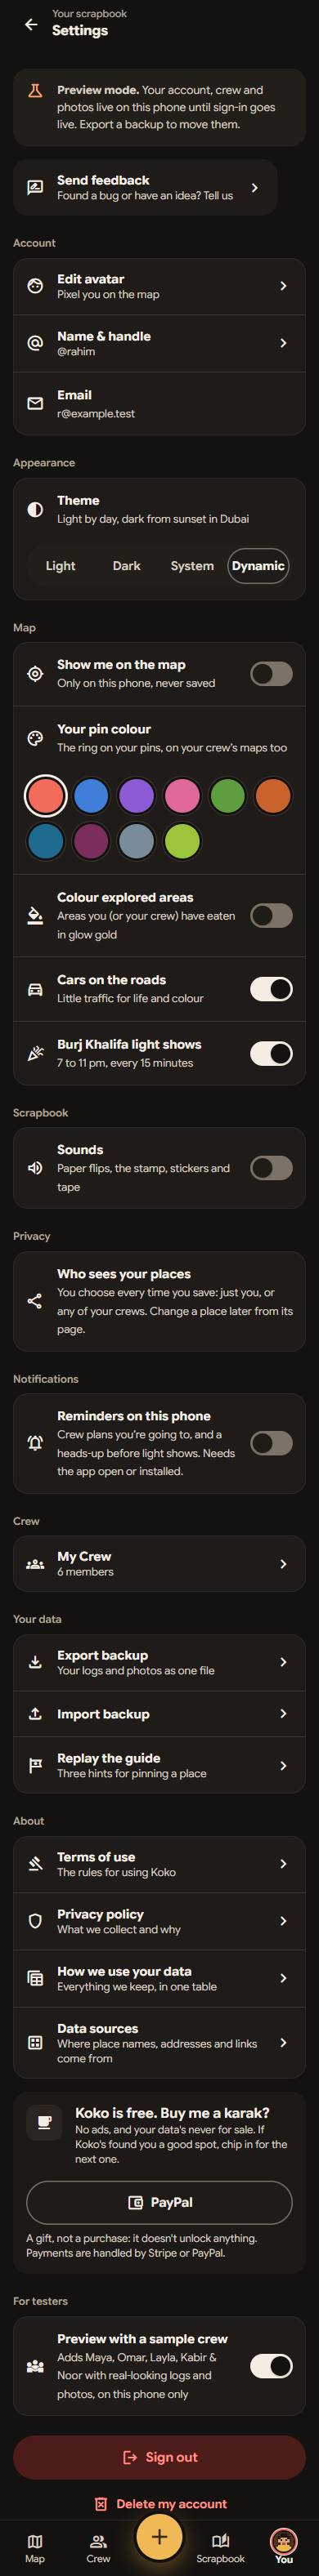 Your scrapbook
Settings
Preview mode. Your account, crew and
photos live on this phone until sign-in goes
live. Export a backup to move them.
Send feedback
Found a bug or have an idea? Tell us
Account
Edit avatar
Pixel you on the map
Name & handle
@rahim
Email
r@example.test
Appearance
Theme
Light by day, dark from sunset in Dubai
Light Dark System Dynamic
Map
Show me on the map
Only on this phone, never saved
Your pin colour
The ring on your pins, on your crew's maps too
Colour explored areas
Areas you (or your crew) have eaten
in glow gold
Cars on the roads
Little traffic for life and colour
Burj Khalifa light shows
7 to 11 pm, every 15 minutes
Scrapbook
Sounds
Paper flips, the stamp, stickers and
tape
Privacy
Who sees your places
You choose every time you save: just you, or
any of your crews. Change a place later from its
page.
Notifications
Reminders on this phone
Crew plans you're going to, and a
heads-up before light shows. Needs
the app open or installed.
Crew
My Crew
6 members
Your data
Export backup
Your logs and photos as one file
Import backup
Replay the guide
Three hints for pinning a place
About
Terms of use
The rules for using Koko
Privacy policy
What we collect and why
How we use your data
Everything we keep, in one table
Data sources
Where place names, addresses and links
come from
Koko is free. Buy me a karak?
No ads, and your data's never for sale. If
Koko's found you a good spot, chip in for the
next one.
PayPal
A gift, not a purchase: it doesn't unlock anything.
Payments are handled by Stripe or PayPal.
For testers
Preview with a sample crew
Adds Maya, Omar, Layla, Kabir &
Noor with real-looking logs and
photos, on this phone only
Sign out
Delete my account
Map Crew Scrapbook You